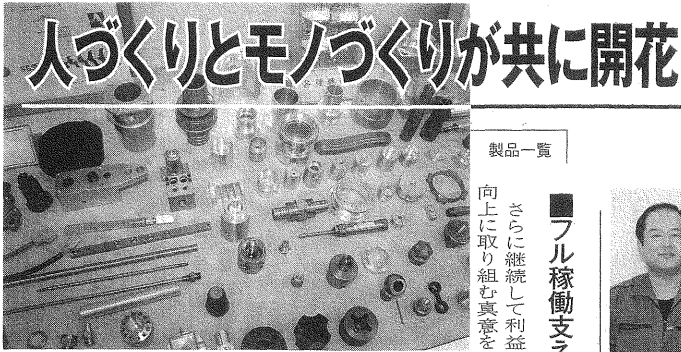 人づくりとモノづくりが共に開花
製品一覧
■フル稼働支え
さらに継続して利益
向上に取り組む真意を